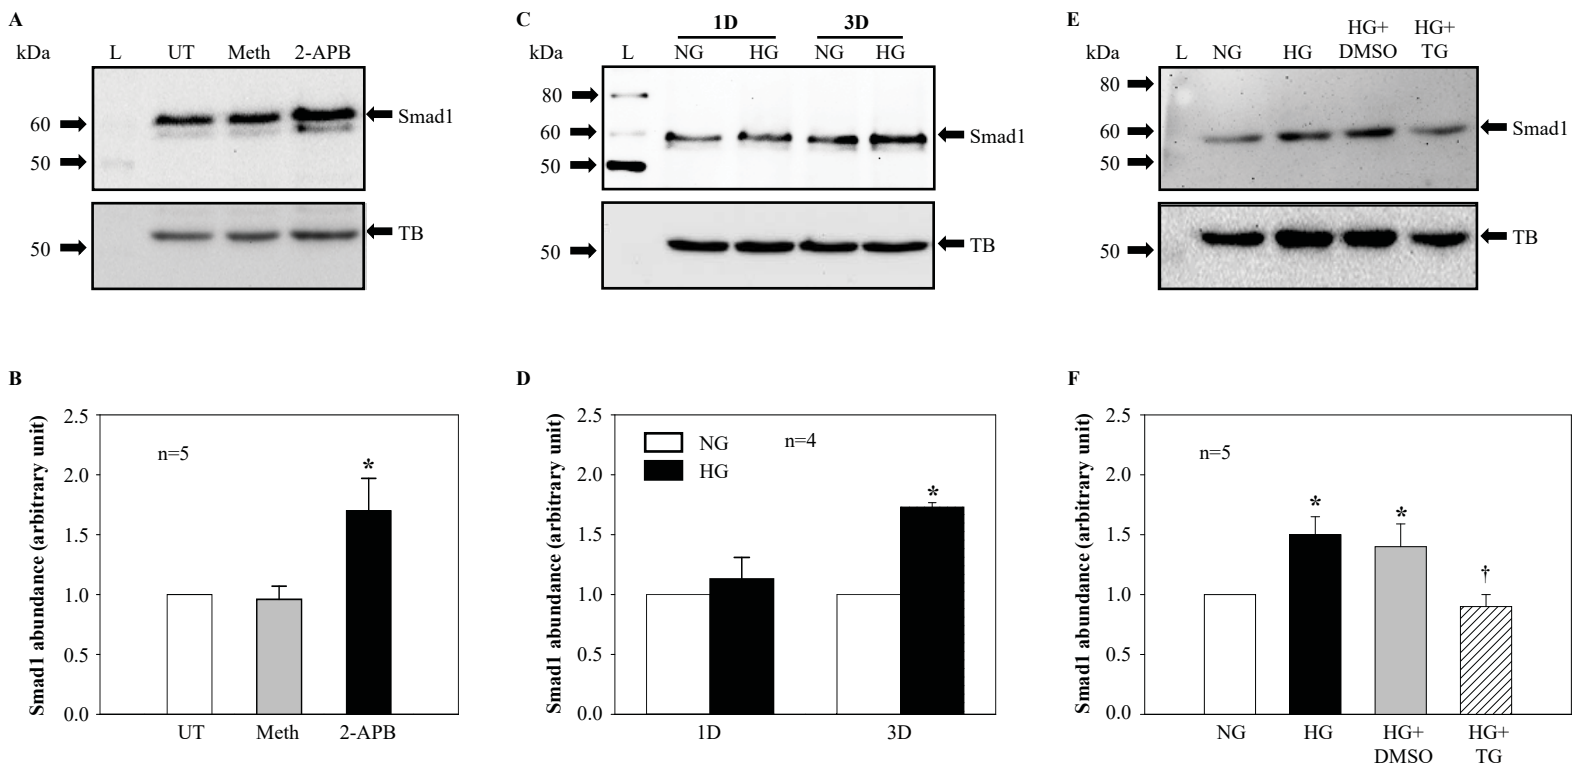 A
kDa L UT Meth 2-APB
60
50
Smad1
50
TB
C
1D 3D
kDa L NG HG NG HG
80
60
50
Smad1
50
TB
E
kDa L NG HG HG+ DMSO HG+ TG
80
60
50
Smad1
50
TB
B
Smad1 abundance (arbitrary unit)
2.5
2.0
1.5
1.0
0.5
0.0
n=5
*
UT Meth 2-APB
D
Smad1 abundance (arbitrary unit)
2.5
2.0
1.5
1.0
0.5
0.0
NG
HG
n=4
*
1D 3D
F
Smad1 abundance (arbitrary unit)
2.5
2.0
1.5
1.0
0.5
0.0
n=5
* * †
NG HG HG+ DMSO HG+ TG